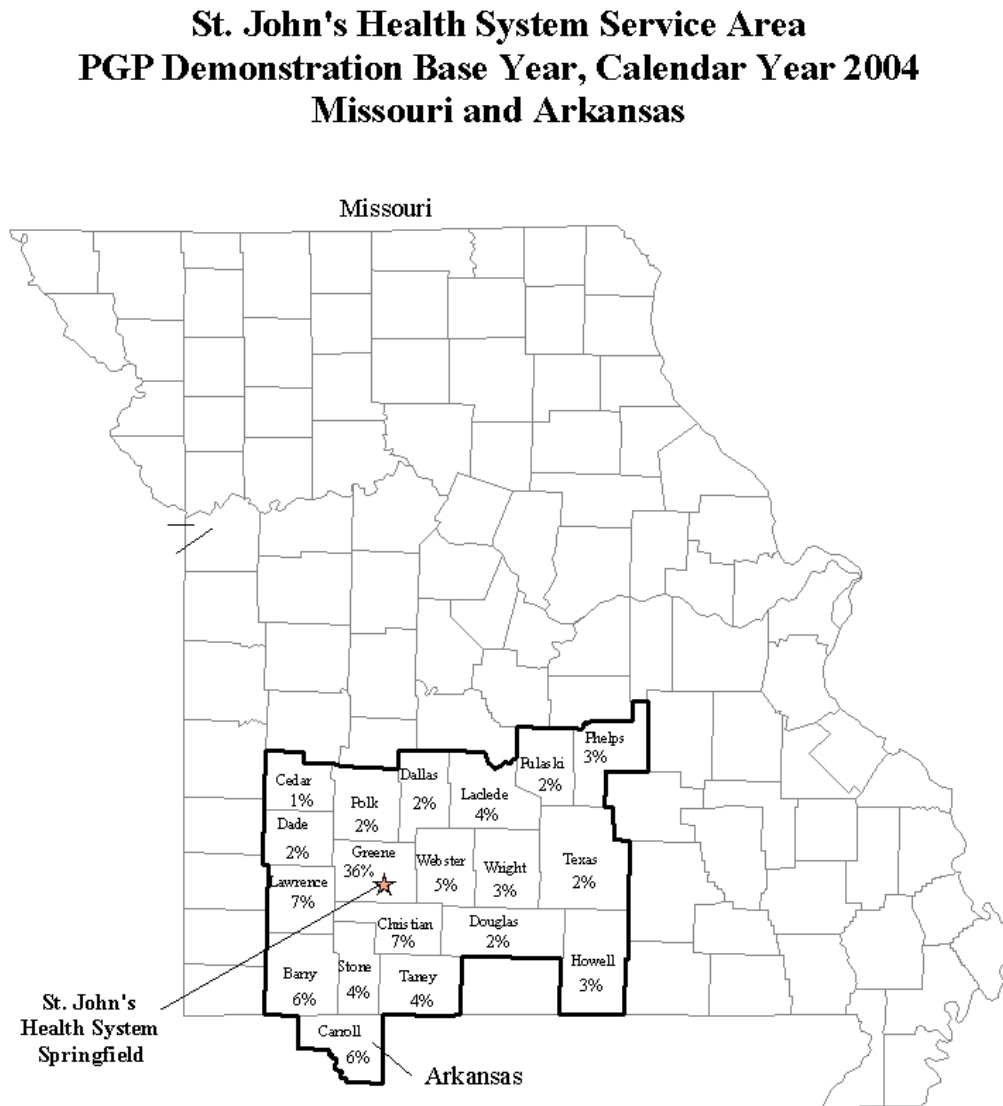 St. John's Health System Service Area
PGP Demonstration Base Year, Calendar Year 2004
Missouri and Arkansas
Missouri
Phelps
3%
Pulaski
2%
Cedar
1%
Dallas
2%
Laclede
4%
Polk
2%
Dade
2%
Greene
36%
Webster
5%
Wright
3%
Texas
2%
Lawrence
7%
Christian
7%
Douglas
2%
Howell
3%
Barry
6%
Stone
4%
Taney
4%
St. John's
Health System
Springfield
Carroll
6%
Arkansas